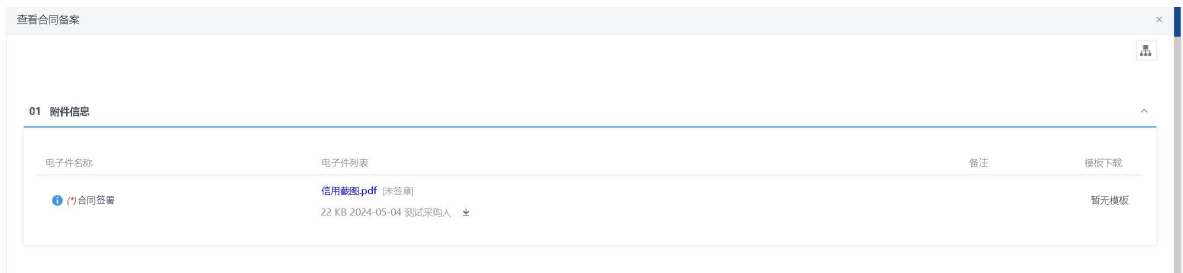 查看合同备案 ×
01 附件信息
电子件名称 电子件列表 备注 模板下载
(*)合同签署 信用截图.pdf [未签章] 暂无模板
22 KB 2024-05-04 测试采购人